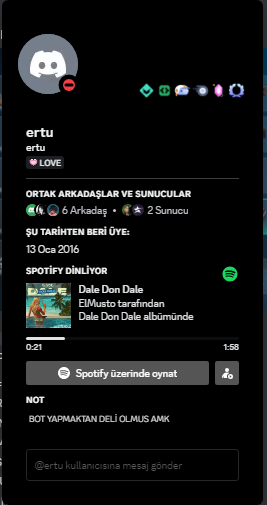 ertu
ertu
LOVE
ORTAK ARKADAŞLAR VE SUNUCULAR
6 Arkadaş • 2 Sunucu
ŞU TARİHTEN BERİ ÜYE:
13 Oca 2016
SPOTIFY DİNLİYOR
Dale Don Dale
ElMusto tarafından
Dale Don Dale albümünde
0:21 1:58
Spotify üzerinde oynat
NOT
BOT YAPMAKTAN DELİ OLMUS AMK
@ertu kullanıcısına mesaj gönder